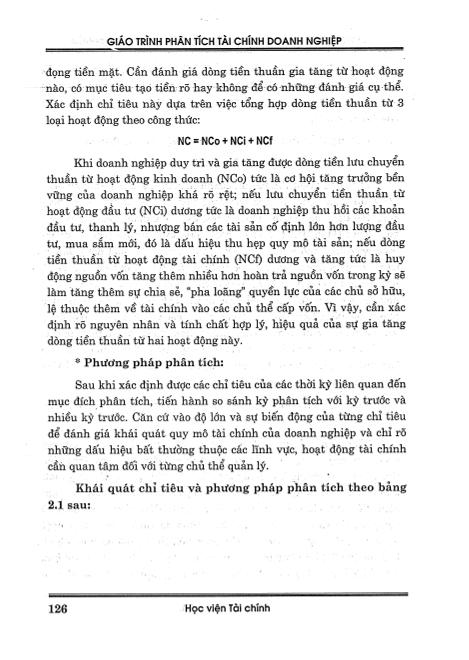 GIÁO TRÌNH PHÂN TÍCH TÀI CHÍNH DOANH NGHIỆP
đọng tiền mặt. Cần đánh giá dòng tiền thuần gia tăng từ hoạt động
nào, có mục tiêu tạo tiền rõ hay không để có những đánh giá cụ thể.
Xác định chỉ tiêu này dựa trên việc tổng hợp dòng tiền thuần từ 3
loại hoạt động theo công thức:
NC = NCo + NCi + NCf
Khi doanh nghiệp duy trì và gia tăng được dòng tiền lưu chuyển
thuần từ hoạt động kinh doanh (NCo) tức là cơ hội tăng trưởng bền
vững của doanh nghiệp khá rõ rệt; nếu lưu chuyển tiền thuần từ
hoạt động đầu tư (NCi) dương tức là doanh nghiệp thu hồi các khoản
đầu tư, thanh lý, nhượng bán các tài sản cố định lớn hơn lượng đầu
tư, mua sắm mới, đó là dấu hiệu thu hẹp quy mô tài sản; nếu dòng
tiền thuần từ hoạt động tài chính (NCf) dương và tăng tức là huy
động nguồn vốn tăng thêm nhiều hơn hoàn trả nguồn vốn trong kỳ sẽ
làm tăng thêm sự chia sẻ, "pha loãng" quyền lực của các chủ sở hữu,
lệ thuộc thêm về tài chính vào các chủ thể cấp vốn. Vì vậy, cần xác
định rõ nguyên nhân và tính chất hợp lý, hiệu quả của sự gia tăng
dòng tiền thuần từ hai hoạt động này.
* Phương pháp phân tích:
Sau khi xác định được các chỉ tiêu của các thời kỳ liên quan đến
mục đích phân tích, tiến hành so sánh kỳ phân tích với kỳ trước và
nhiều kỳ trước. Căn cứ vào độ lớn và sự biến động của từng chỉ tiêu
để đánh giá khái quát quy mô tài chính của doanh nghiệp và chỉ rõ
những dấu hiệu bất thường thuộc các lĩnh vực, hoạt động tài chính
cần quan tâm đối với từng chủ thể quản lý.
Khái quát chỉ tiêu và phương pháp phân tích theo bảng
2.1 sau:
126
Học viện Tài chính